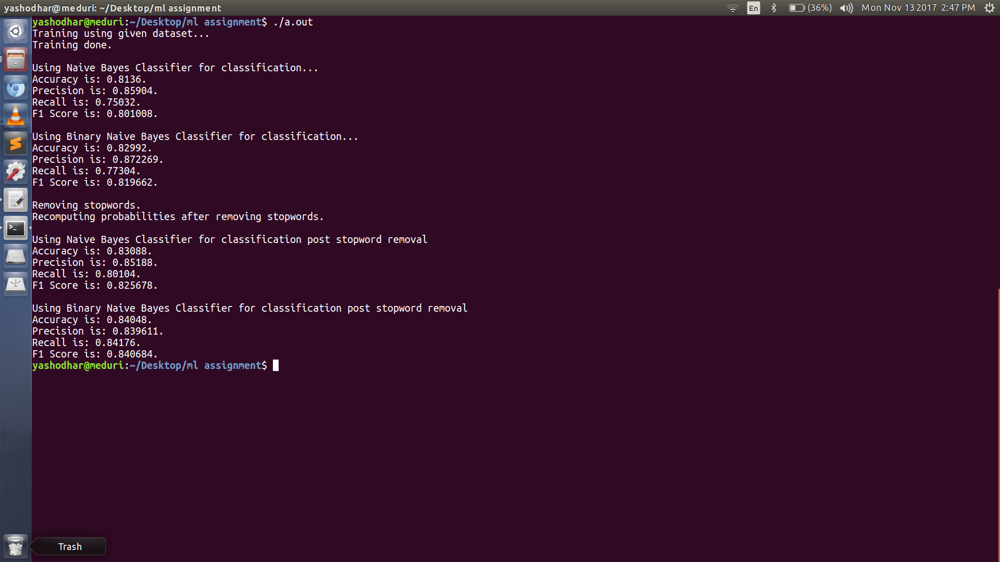 yashodhar@meduri: ~/Desktop/ml assignment
En (36%) Mon Nov 13 2017 2:47 PM
yashodhar@meduri:~/Desktop/ml assignment$ ./a.out
Training using given dataset...
Training done.
Using Naive Bayes Classifier for classification...
Accuracy is: 0.8136.
Precision is: 0.85904.
Recall is: 0.75032.
F1 Score is: 0.801008.
Using Binary Naive Bayes Classifier for classification...
Accuracy is: 0.82992.
Precision is: 0.872269.
Recall is: 0.77304.
F1 Score is: 0.819662.
Removing stopwords.
Recomputing probabilities after removing stopwords.
Using Naive Bayes Classifier for classification post stopword removal
Accuracy is: 0.83088.
Precision is: 0.85188.
Recall is: 0.80104.
F1 Score is: 0.825678.
Using Binary Naive Bayes Classifier for classification post stopword removal
Accuracy is: 0.84048.
Precision is: 0.839611.
Recall is: 0.84176.
F1 Score is: 0.840684.
yashodhar@meduri:~/Desktop/ml assignment$
Trash